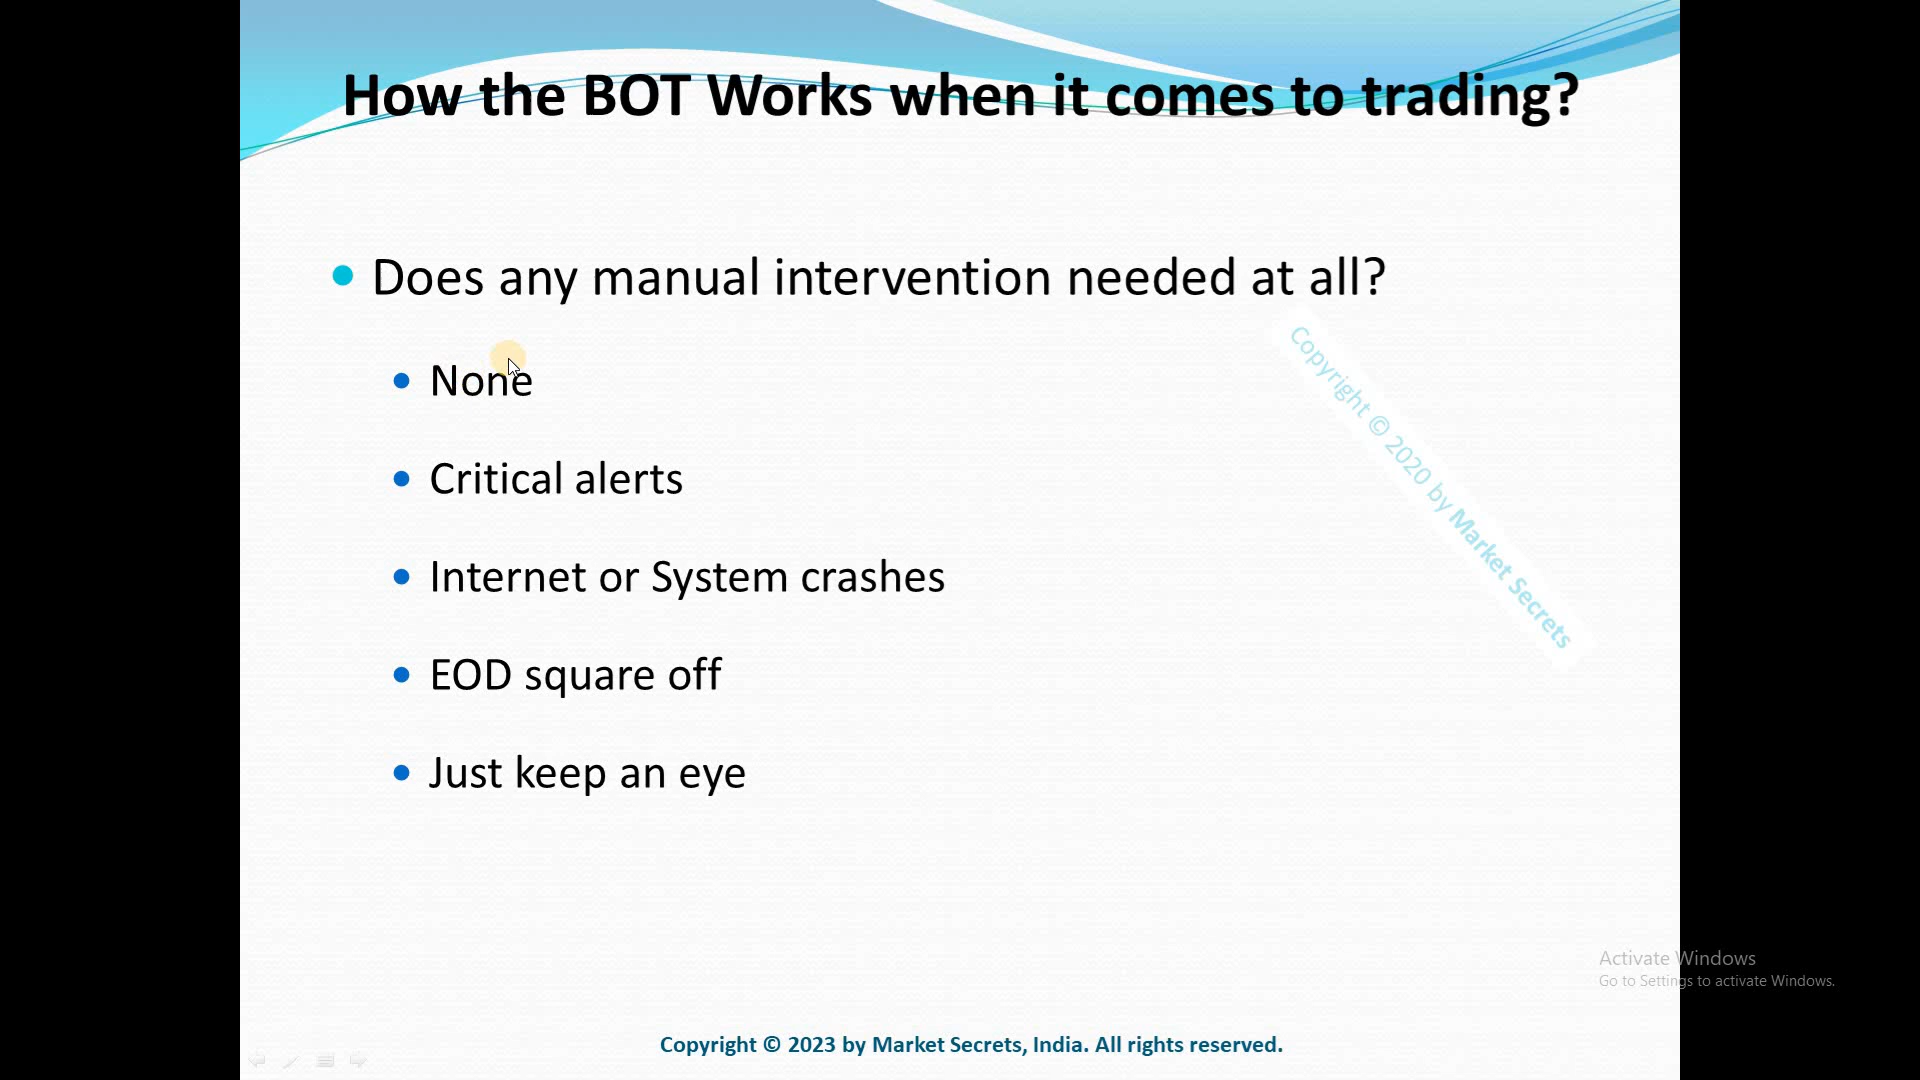 How the BOT Works when it comes to trading?
Does any manual intervention needed at all?
None
Critical alerts
Internet or System crashes
EOD square off
Just keep an eye
Copyright © 2020 by Market Secrets
Activate Windows
Go to Settings to activate Windows.
Copyright © 2023 by Market Secrets, India. All rights reserved.